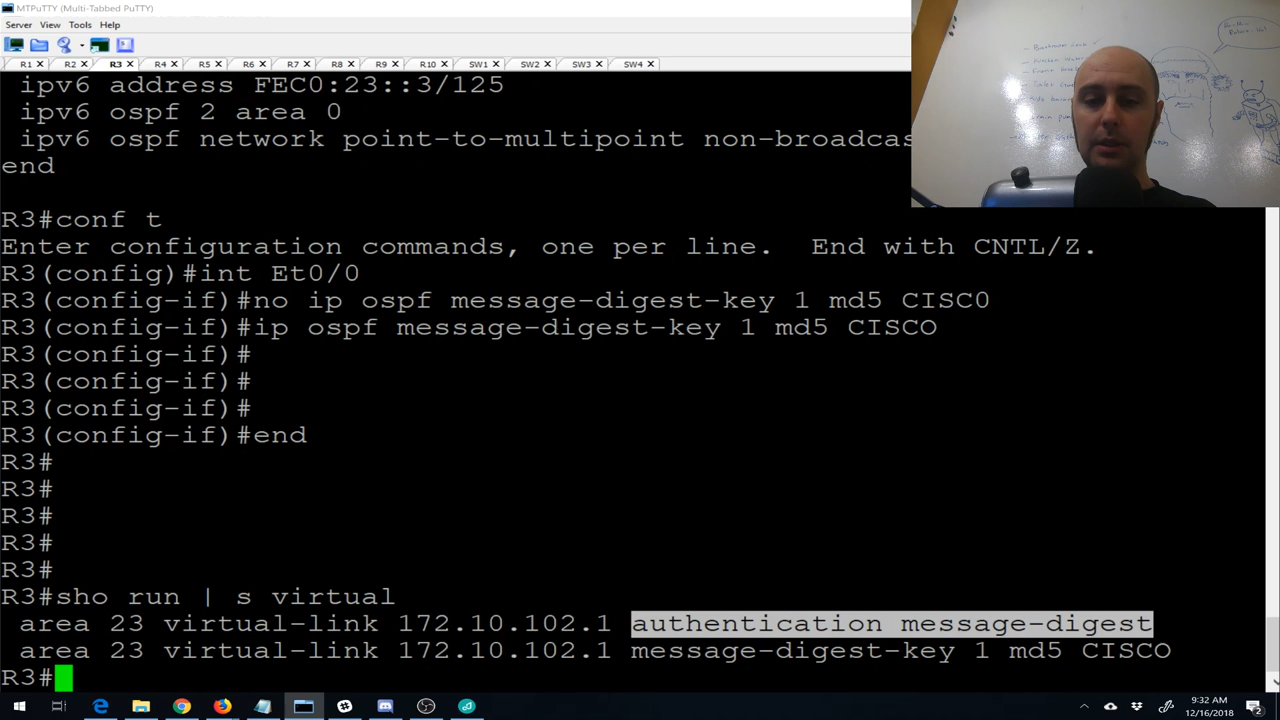 MTPuTTY (Multi-Tabbed PuTTY)
Server View Tools Help
R1 R2 R3 R4 R5 R6 R7 R8 R9 R10 SW1 SW2 SW3 SW4
ipv6 address FEC0:23::3/125
ipv6 ospf 2 area 0
ipv6 ospf network point-to-multipoint non-broadcas
end
R3#conf t
Enter configuration commands, one per line. End with CNTL/Z.
R3(config)#int Et0/0
R3(config-if)#no ip ospf message-digest-key 1 md5 CISC0
R3(config-if)#ip ospf message-digest-key 1 md5 CISCO
R3(config-if)#
R3(config-if)#
R3(config-if)#
R3(config-if)#end
R3#
R3#
R3#
R3#
R3#
R3#sho run | s virtual
area 23 virtual-link 172.10.102.1 authentication message-digest
area 23 virtual-link 172.10.102.1 message-digest-key 1 md5 CISCO
R3#
9:32 AM
12/16/2018
2